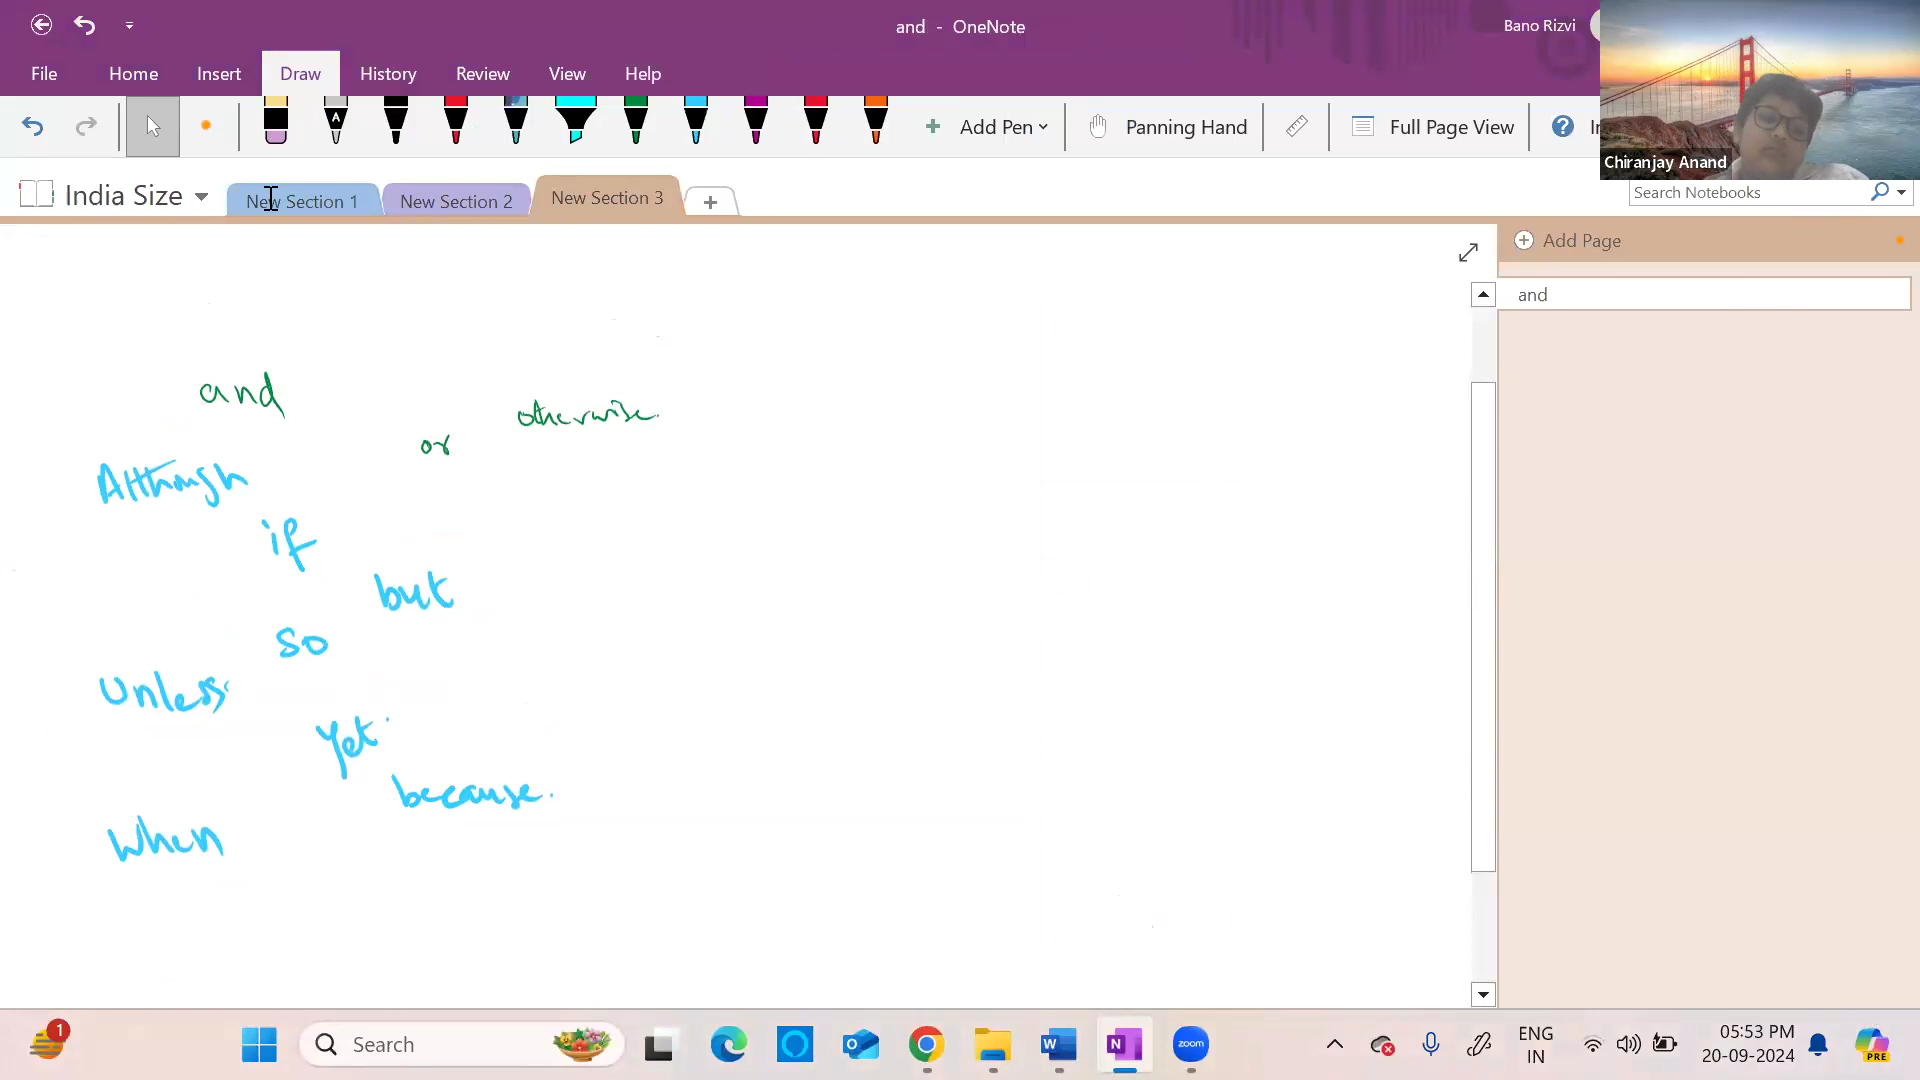 and - OneNote
Bano Rizvi
File Home Insert Draw History Review View Help
Add Pen Panning Hand Full Page View
Chiranjay Anand
India Size New Section 1 New Section 2 New Section 3
Search Notebooks
Add Page
and
and
otherwise
or
Although
if
but
so
Unless
yet
because.
When
1
Search
zoom
ENG
IN
05:53 PM
20-09-2024
PRE